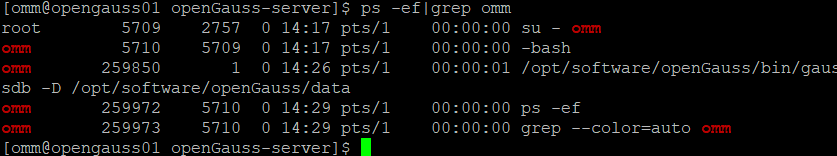 [omm@opengauss01 openGauss-server]$ ps -ef|grep omm
root        5709    2757  0 14:17 pts/1    00:00:00 su - omm
omm         5710    5709  0 14:17 pts/1    00:00:00 -bash
omm       259850       1  0 14:26 pts/1    00:00:01 /opt/software/openGauss/bin/gaus
sdb -D /opt/software/openGauss/data
omm       259972    5710  0 14:29 pts/1    00:00:00 ps -ef
omm       259973    5710  0 14:29 pts/1    00:00:00 grep --color=auto omm
[omm@opengauss01 openGauss-server]$